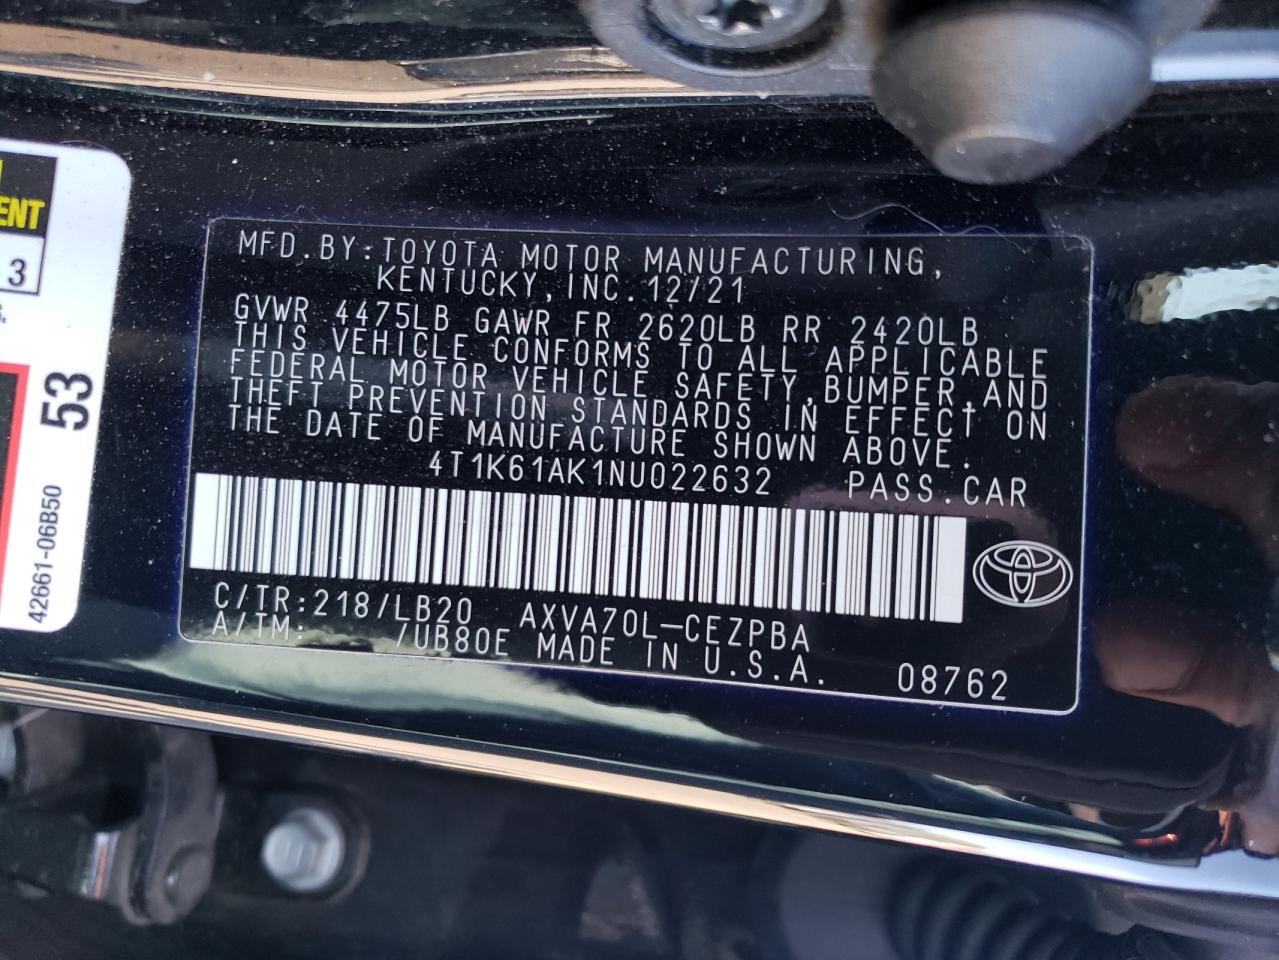 MFD.BY:TOYOTA MOTOR MANUFACTURING,
KENTUCKY,INC.12/21
GVWR 4475LB GAWR FR 2620LB RR 2420LB
THIS VEHICLE CONFORMS TO ALL APPLICABLE
FEDERAL MOTOR VEHICLE SAFETY,BUMPER,AND
THEFT PREVENTION STANDARDS IN EFFECT ON
THE DATE OF MANUFACTURE SHOWN ABOVE.
4T1K61AK1NU022632 PASS.CAR
C/TR:218/LB20 AXVA70L-CEZPBA
A/TM: /UB80E MADE IN U.S.A. 08762
ENT
3
53
42661-06B50